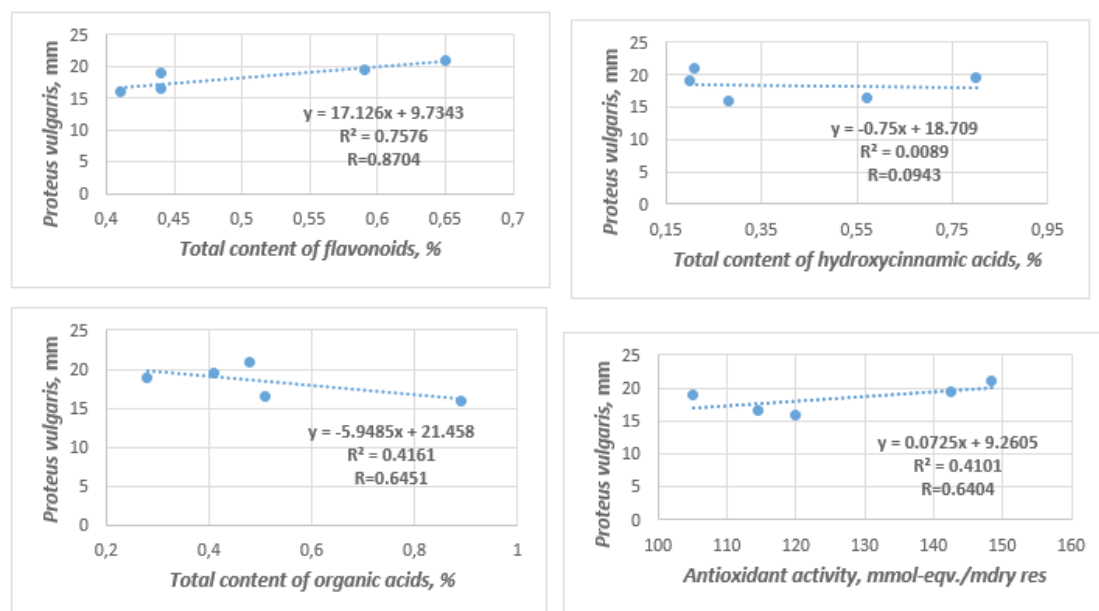 Proteus vulgaris, mm
25
20
15
10
5
0
y = 17.126x + 9.7343
R² = 0.7576
R=0.8704
0,4 0,45 0,5 0,55 0,6 0,65 0,7
Total content of flavonoids, %
Proteus vulgaris, mm
25
20
15
10
5
0
y = -0.75x + 18.709
R² = 0.0089
R=0.0943
0,15 0,35 0,55 0,75 0,95
Total content of hydroxycinnamic acids, %
Proteus vulgaris, mm
25
20
15
10
5
0
y = -5.9485x + 21.458
R² = 0.4161
R=0.6451
0,2 0,4 0,6 0,8 1
Total content of organic acids, %
Proteus vulgaris, mm
25
20
15
10
5
0
y = 0.0725x + 9.2605
R² = 0.4101
R=0.6404
100 110 120 130 140 150 160
Antioxidant activity, mmol-eqv./mdry res